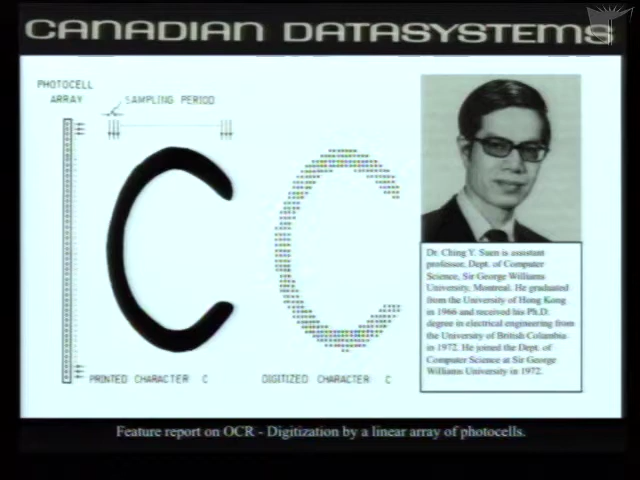 CANADIAN DATASYSTEMS
PHOTOCELL
ARRAY
SAMPLING PERIOD
PRINTED CHARACTER C
DIGITIZED CHARACTER C
Dr. Ching Y. Suen is assistant
professor, Dept. of Computer
Science, Sir George Williams
University, Montreal. He graduated
from the University of Hong Kong
in 1966 and received his Ph.D.
degree in electrical engineering from
the University of British Columbia
in 1972. He joined the Dept. of
Computer Science at Sir George
Williams University in 1972.
Feature report on OCR - Digitization by a linear array of photocells.